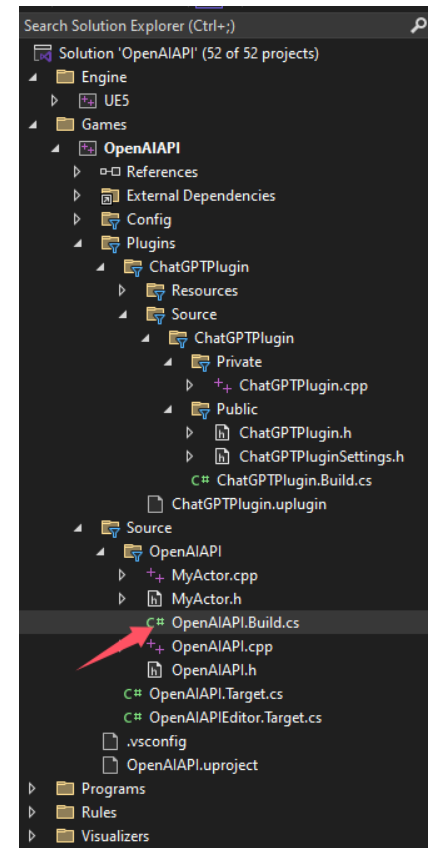 Search Solution Explorer (Ctrl+;)
Solution 'OpenAIAPI' (52 of 52 projects)
Engine
UE5
Games
OpenAIAPI
References
External Dependencies
Config
Plugins
ChatGPTPlugin
Resources
Source
ChatGPTPlugin
Private
++ ChatGPTPlugin.cpp
Public
h ChatGPTPlugin.h
h ChatGPTPluginSettings.h
C# ChatGPTPlugin.Build.cs
ChatGPTPlugin.uplugin
Source
OpenAIAPI
++ MyActor.cpp
h MyActor.h
C# OpenAIAPI.Build.cs
++ OpenAIAPI.cpp
h OpenAIAPI.h
C# OpenAIAPI.Target.cs
C# OpenAIAPIEditor.Target.cs
.vsconfig
OpenAIAPI.uproject
Programs
Rules
Visualizers